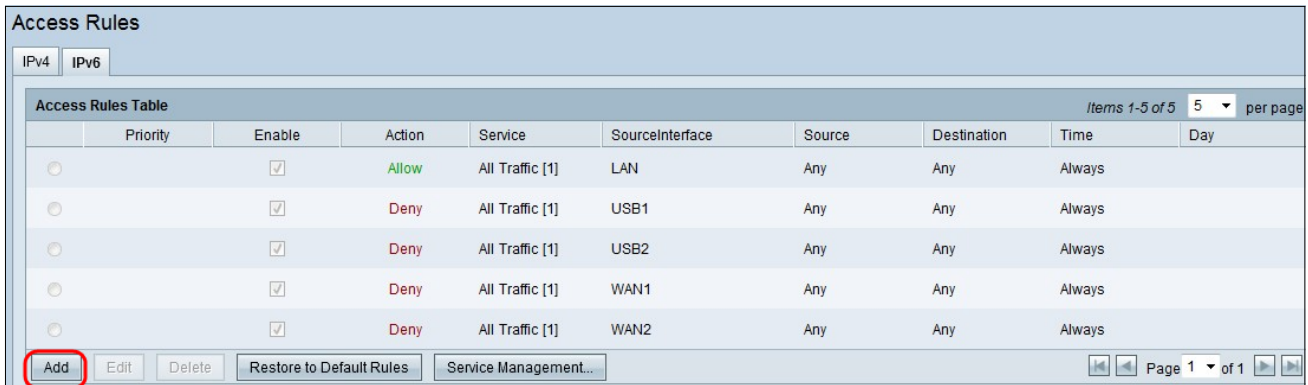 Access Rules
IPv4 IPv6
Access Rules Table Items 1-5 of 5 5 per page
Priority Enable Action Service SourceInterface Source Destination Time Day
Allow All Traffic [1] LAN Any Any Always
Deny All Traffic [1] USB1 Any Any Always
Deny All Traffic [1] USB2 Any Any Always
Deny All Traffic [1] WAN1 Any Any Always
Deny All Traffic [1] WAN2 Any Any Always
Add Edit Delete Restore to Default Rules Service Management... Page 1 of 1